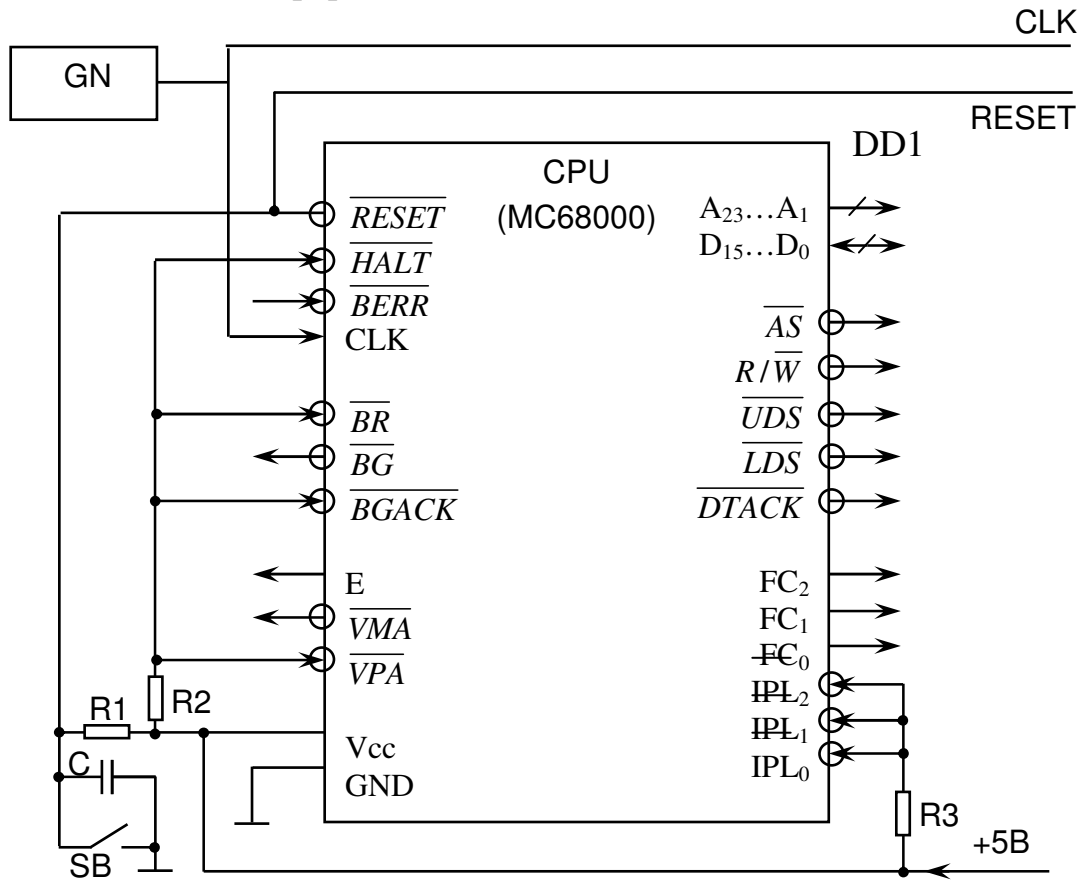 CLK
GN
RESET
DD1
CPU
(MC68000)
RESET
HALT
BERR
CLK
BR
BG
BGACK
E
VMA
VPA
Vcc
GND
A₂₃…A₁
D₁₅…D₀
AS
R/W
UDS
LDS
DTACK
FC₂
FC₁
FC₀
IPL₂
IPL₁
IPL₀
R1
R2
C
SB
R3
+5В